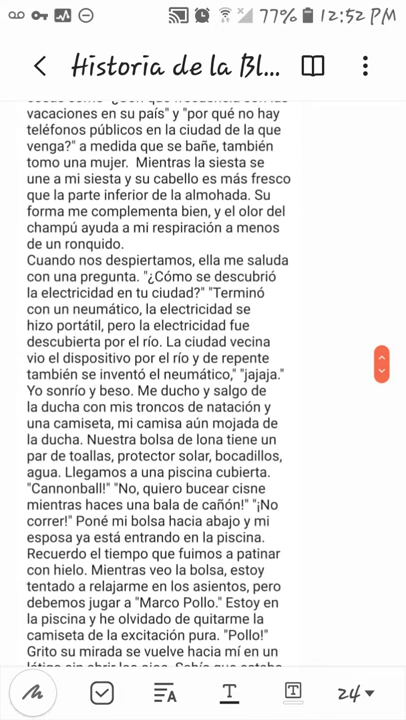 77% 12:52 PM
Historia de la Bl...
vacaciones en su país" y "por qué no hay
teléfonos públicos en la ciudad de la que
venga?" a medida que se bañe, también
tomo una mujer.  Mientras la siesta se
une a mi siesta y su cabello es más fresco
que la parte inferior de la almohada. Su
forma me complementa bien, y el olor del
champú ayuda a mi respiración a menos
de un ronquido.
Cuando nos despiertamos, ella me saluda
con una pregunta. "¿Cómo se descubrió
la electricidad en tu ciudad?" "Terminó
con un neumático, la electricidad se
hizo portátil, pero la electricidad fue
descubierta por el río. La ciudad vecina
vio el dispositivo por el río y de repente
también se inventó el neumático," "jajaja."
Yo sonrío y beso. Me ducho y salgo de
la ducha con mis troncos de natación y
una camiseta, mi camisa aún mojada de
la ducha. Nuestra bolsa de lona tiene un
par de toallas, protector solar, bocadillos,
agua. Llegamos a una piscina cubierta.
"Cannonball!" "No, quiero bucear cisne
mientras haces una bala de cañón!" "¡No
correr!" Poné mi bolsa hacia abajo y mi
esposa ya está entrando en la piscina.
Recuerdo el tiempo que fuimos a patinar
con hielo. Mientras veo la bolsa, estoy
tentado a relajarme en los asientos, pero
debemos jugar a "Marco Pollo." Estoy en
la piscina y he olvidado de quitarme la
camiseta de la excitación pura. "Pollo!"
Grito su mirada se vuelve hacia mí en un
24